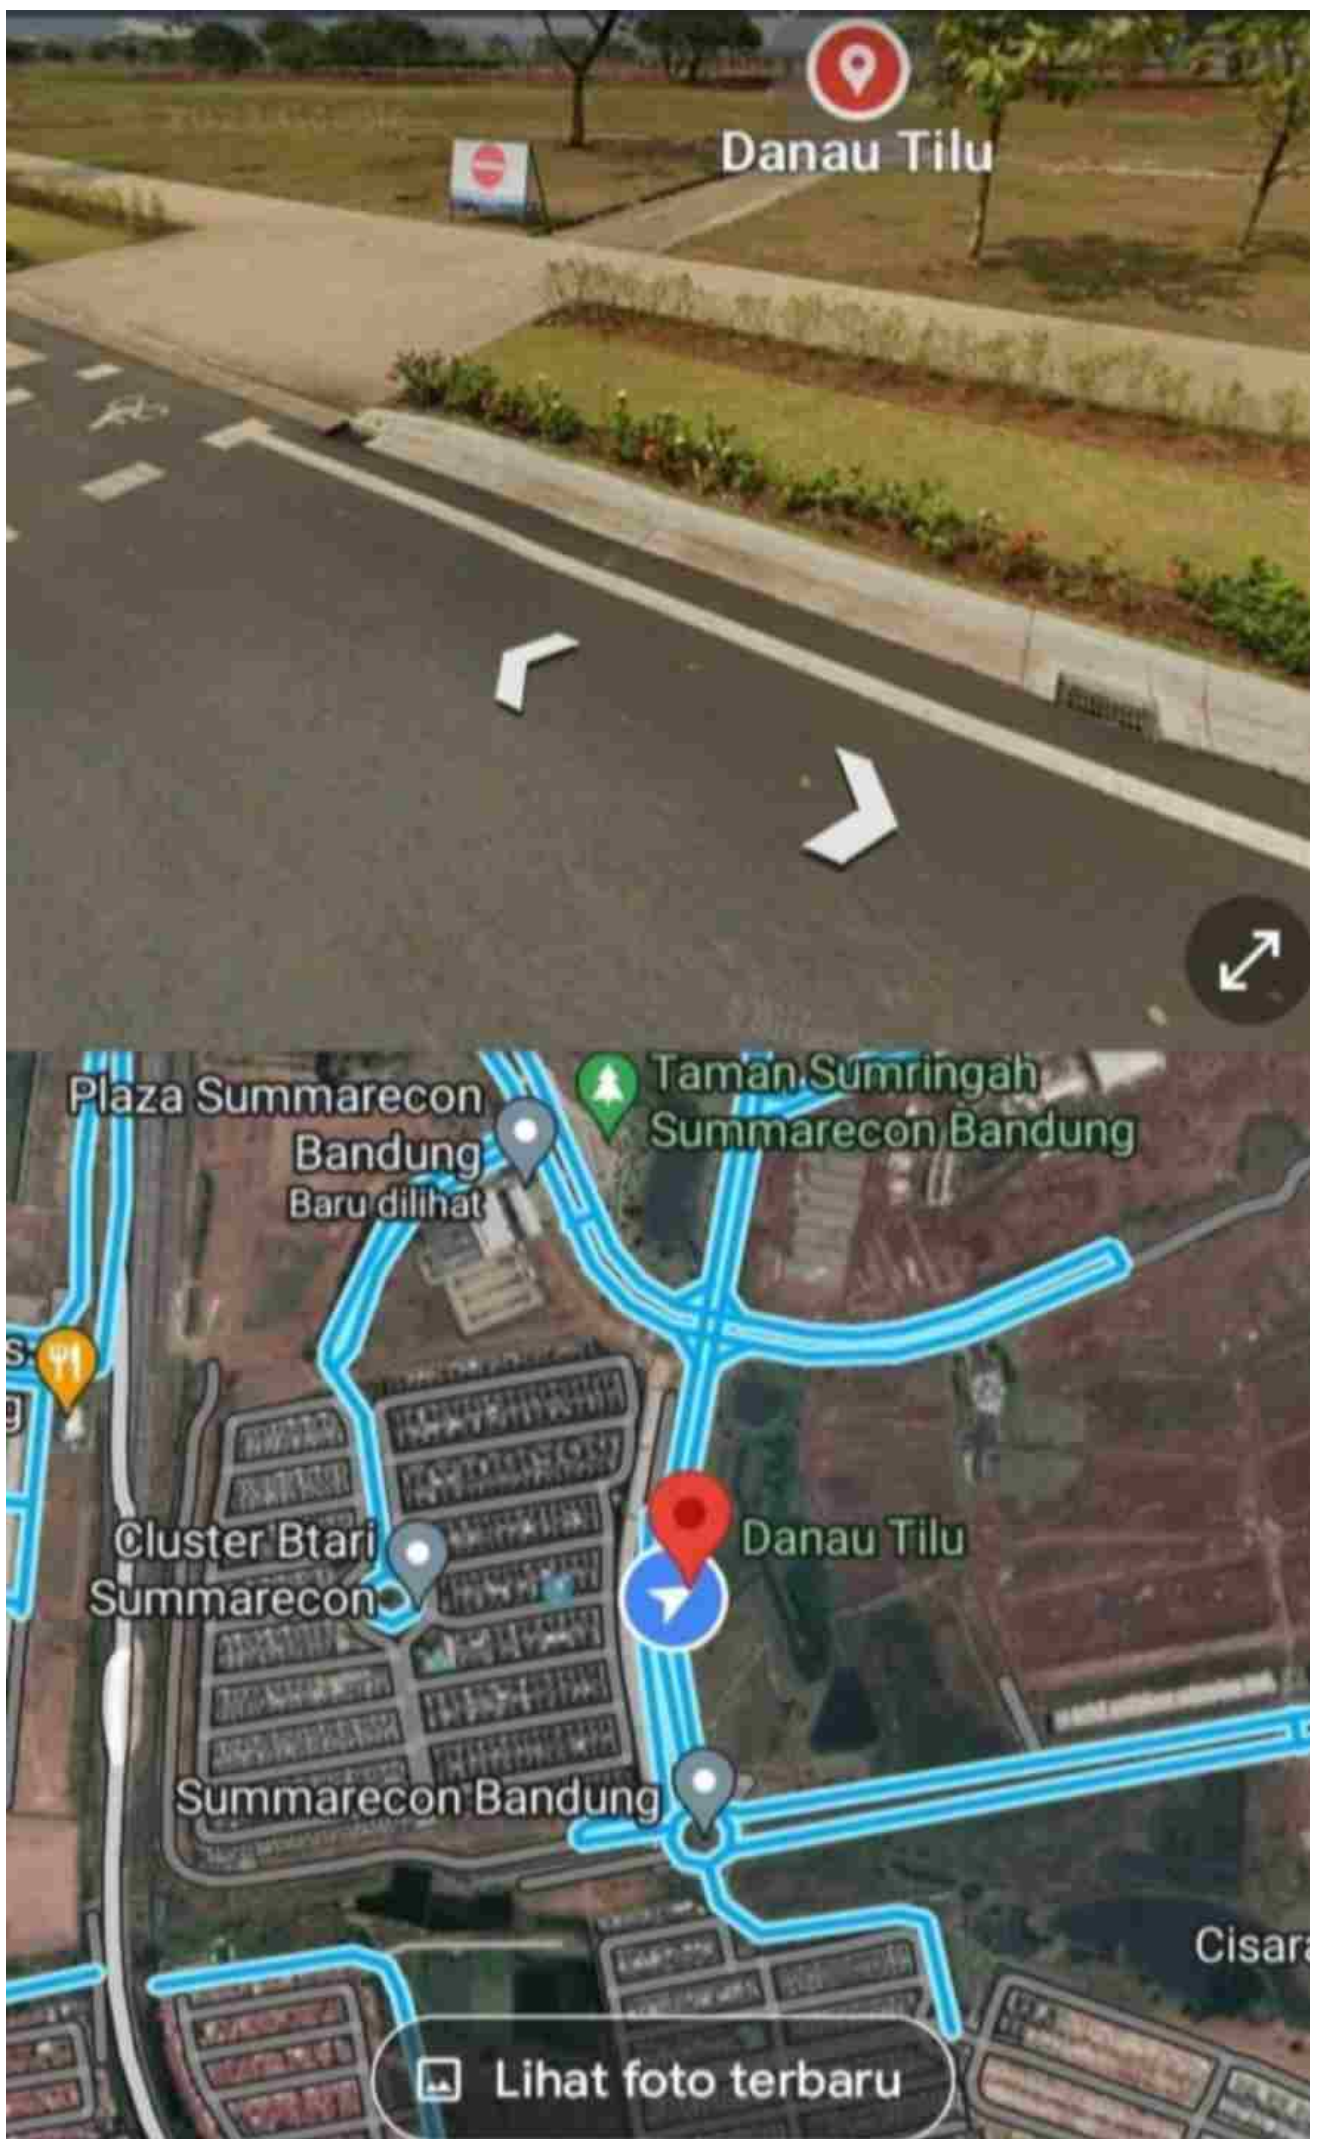 Danau Tilu
Plaza Summarecon
Bandung
Baru dilihat
Taman Sumringah
Summarecon Bandung
Cluster Btari
Summarecon
Danau Tilu
Summarecon Bandung
Cisara
Lihat foto terbaru